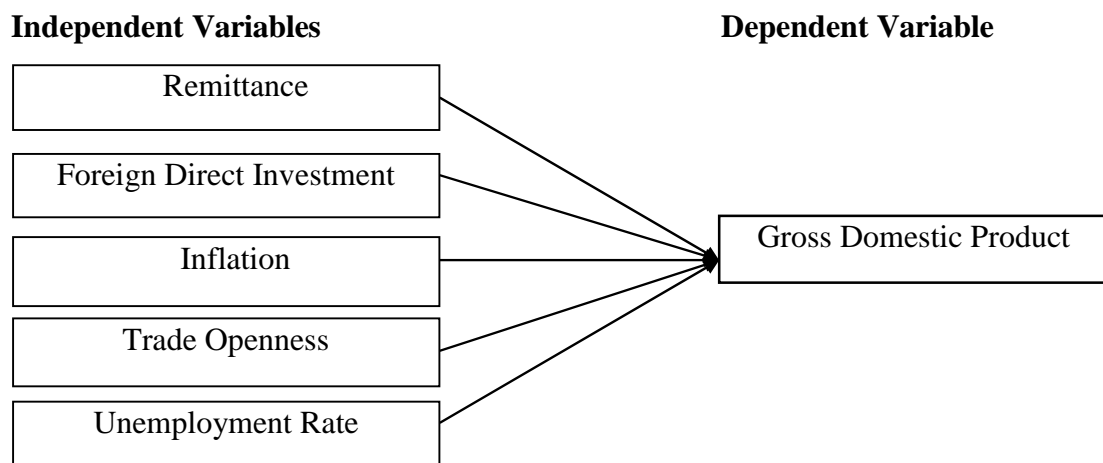 Independent Variables
Dependent Variable
Remittance
Foreign Direct Investment
Inflation
Trade Openness
Unemployment Rate
Gross Domestic Product